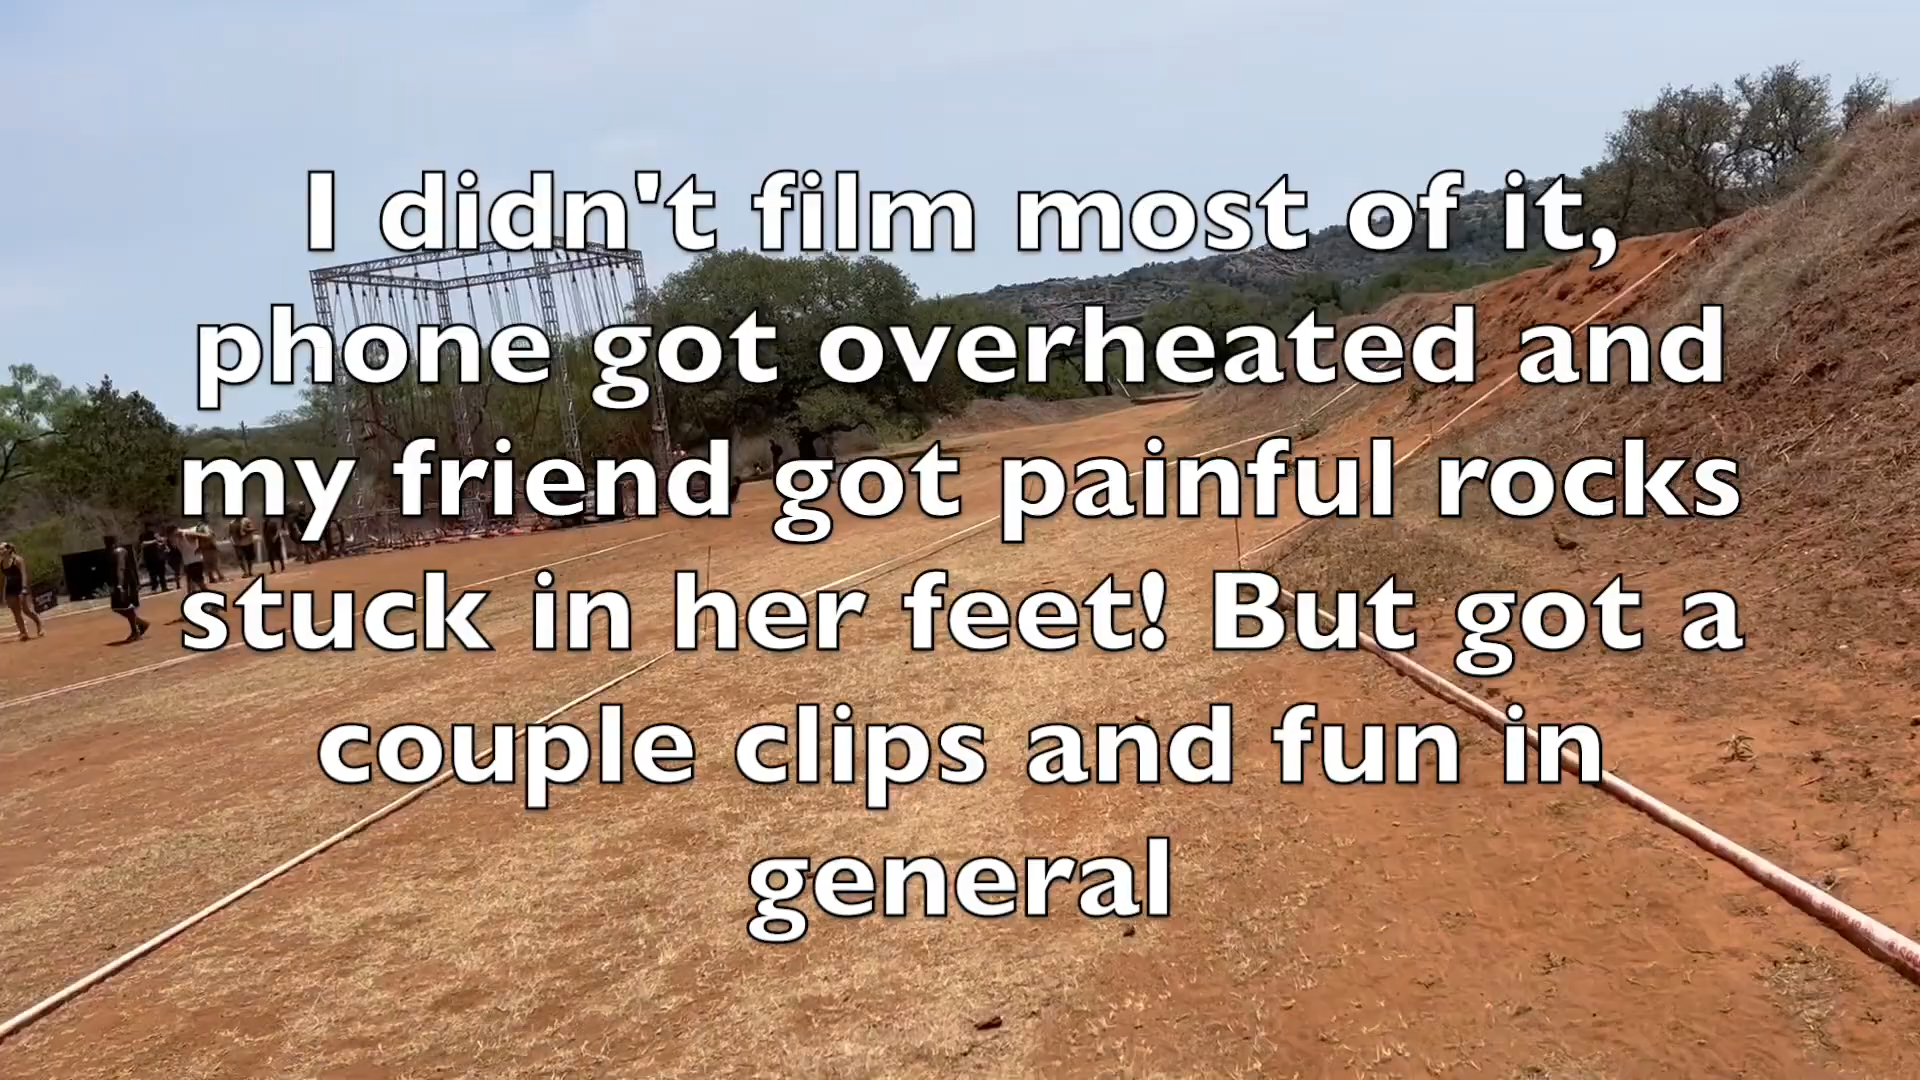 I didn't film most of it,
phone got overheated and
my friend got painful rocks
stuck in her feet! But got a
couple clips and fun in
general